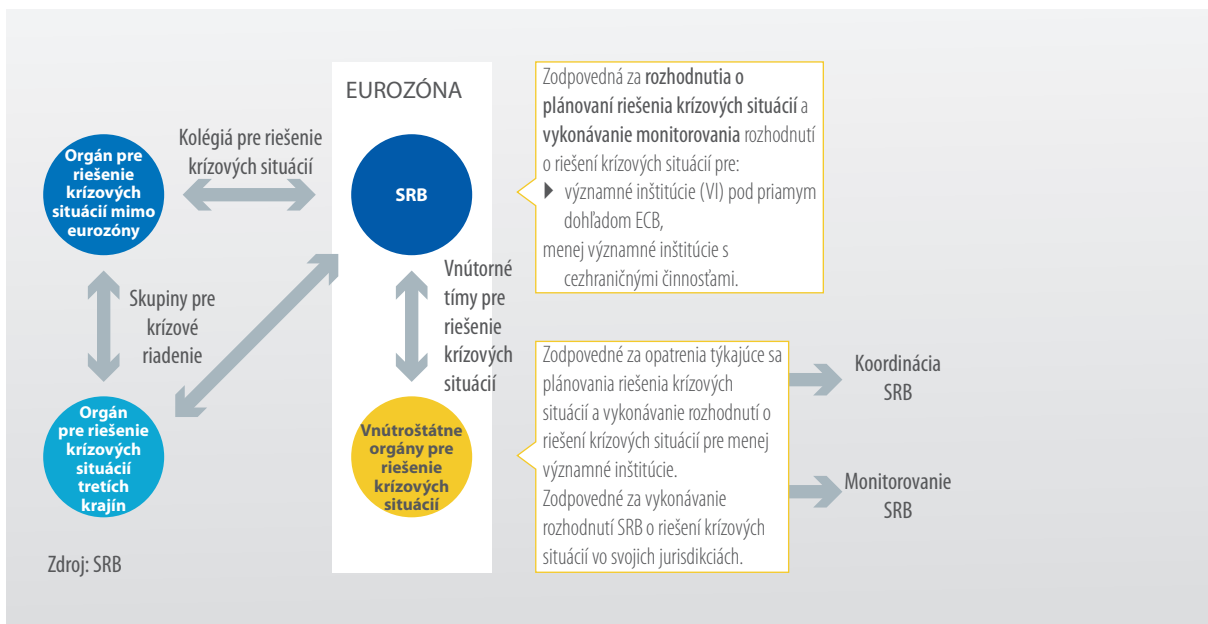 EUROZÓNA
Kolégiá pre riešenie
krízových situácií
Orgán pre
riešenie
krízových
situácií mimo
eurozóny
SRB
Zodpovedná za rozhodnutia o
plánovaní riešenia krízových situácií a
vykonávanie monitorovania rozhodnutí
o riešení krízových situácií pre:
významné inštitúcie (VI) pod priamym
dohľadom ECB,
menej významné inštitúcie s
cezhraničnými činnosťami.
Skupiny pre
krízové
riadenie
Vnútorné
tímy pre
riešenie
krízových
situácií
Orgán
pre riešenie
krízových
situácií
tretích
krajín
Vnútroštátne
orgány pre
riešenie
krízových
situácií
Zodpovedné za opatrenia týkajúce sa
plánovania riešenia krízových
situácií a vykonávanie rozhodnutí o
riešení krízových situácií pre menej
významné inštitúcie.
Zodpovedné za vykonávanie
rozhodnutí SRB o riešení krízových
situácií vo svojich jurisdikciách.
Koordinácia
SRB
Monitorovanie
SRB
Zdroj: SRB